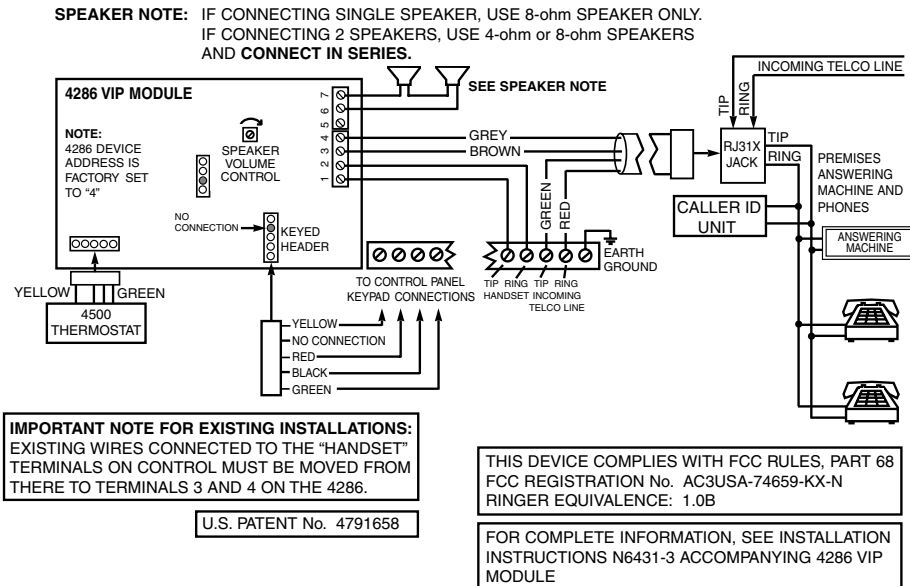 SPEAKER NOTE: IF CONNECTING SINGLE SPEAKER, USE 8-ohm SPEAKER ONLY.
IF CONNECTING 2 SPEAKERS, USE 4-ohm or 8-ohm SPEAKERS
AND CONNECT IN SERIES.
4286 VIP MODULE
NOTE:
4286 DEVICE
ADDRESS IS
FACTORY SET
TO “4”
SPEAKER
VOLUME
CONTROL
NO
CONNECTION
KEYED
HEADER
7
6
5
4
3
2
1
SEE SPEAKER NOTE
GREY
BROWN
GREEN
RED
INCOMING TELCO LINE
TIP
RING
RJ31X
JACK
TIP
RING
PREMISES
ANSWERING
MACHINE AND
PHONES
CALLER ID
UNIT
ANSWERING
MACHINE
EARTH
GROUND
TIP RING TIP RING
HANDSET INCOMING
TELCO LINE
TO CONTROL PANEL
KEYPAD CONNECTIONS
YELLOW
GREEN
4500
THERMOSTAT
YELLOW
NO CONNECTION
RED
BLACK
GREEN
IMPORTANT NOTE FOR EXISTING INSTALLATIONS:
EXISTING WIRES CONNECTED TO THE “HANDSET”
TERMINALS ON CONTROL MUST BE MOVED FROM
THERE TO TERMINALS 3 AND 4 ON THE 4286.
U.S. PATENT No. 4791658
THIS DEVICE COMPLIES WITH FCC RULES, PART 68
FCC REGISTRATION No. AC3USA-74659-KX-N
RINGER EQUIVALENCE: 1.0B
FOR COMPLETE INFORMATION, SEE INSTALLATION
INSTRUCTIONS N6431-3 ACCOMPANYING 4286 VIP
MODULE